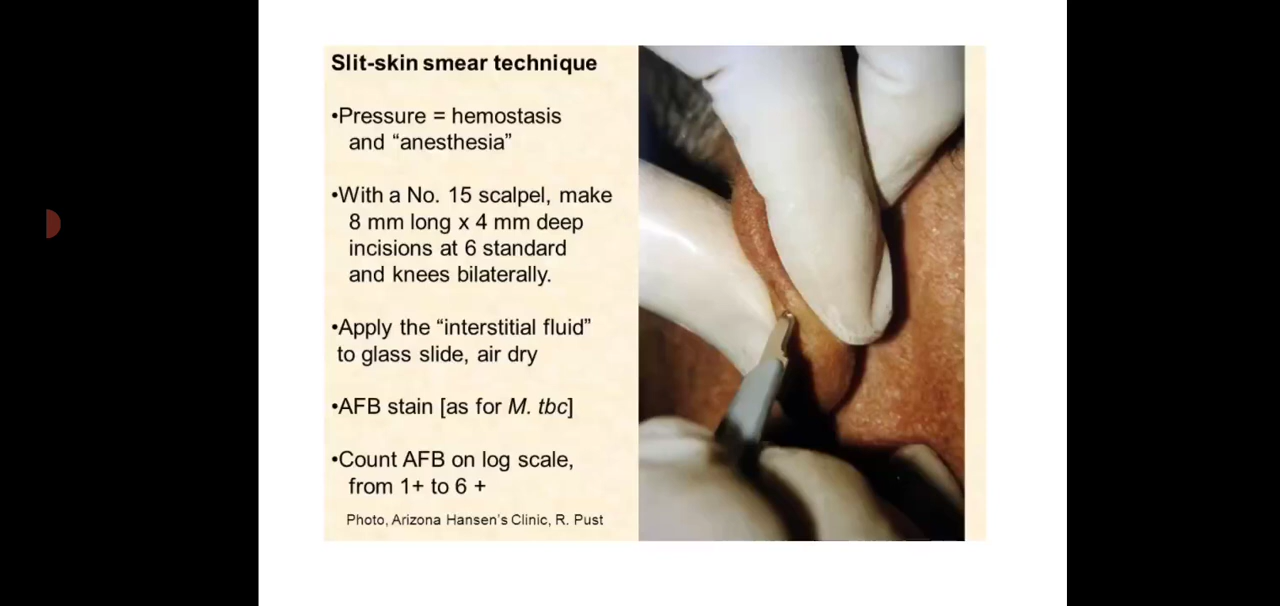 Slit-skin smear technique
•Pressure = hemostasis
and “anesthesia”
•With a No. 15 scalpel, make
8 mm long x 4 mm deep
incisions at 6 standard
and knees bilaterally.
•Apply the “interstitial fluid”
to glass slide, air dry
•AFB stain [as for M. tbc]
•Count AFB on log scale,
from 1+ to 6 +
Photo, Arizona Hansen’s Clinic, R. Pust